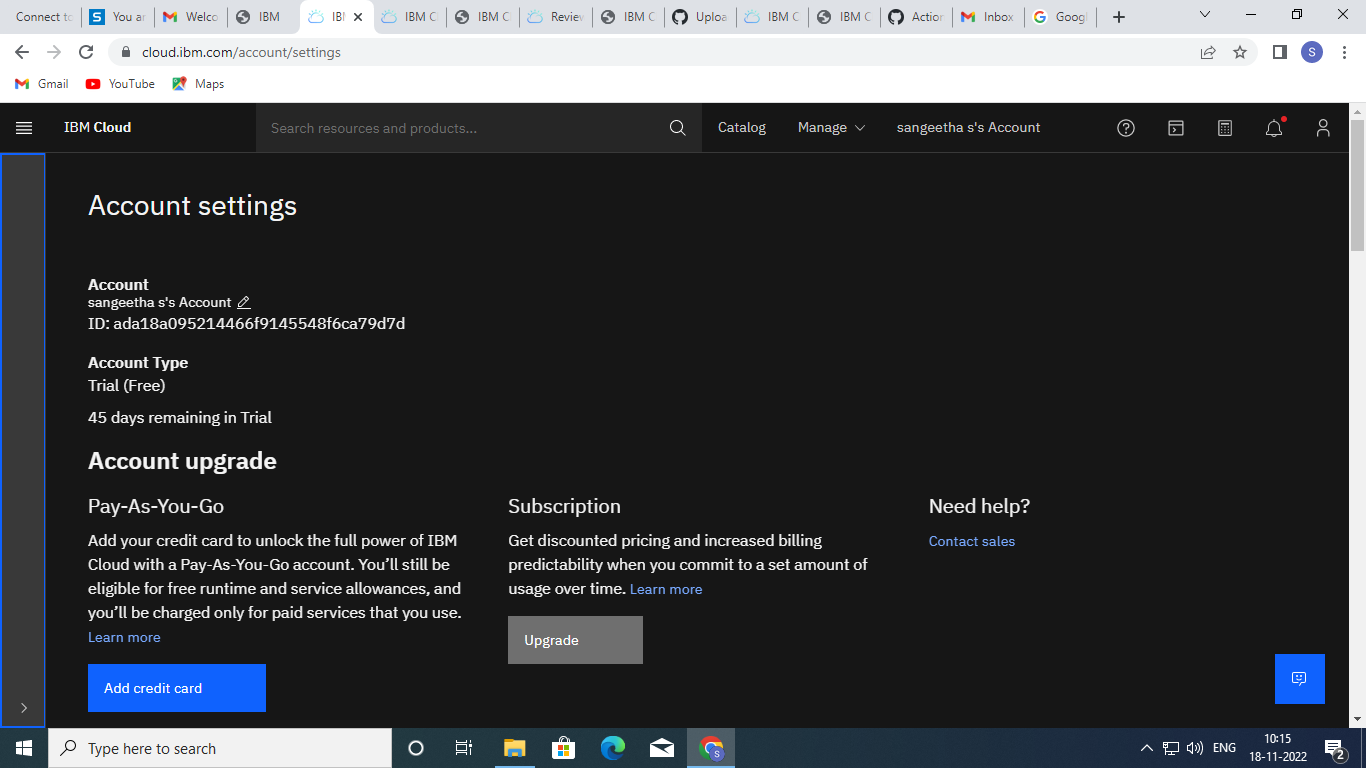 Connect to
You ar
Welco
IBM
IBM
IBM C
IBM C
Review
IBM C
Uploa
IBM C
IBM C
Action
Inbox
Googl
cloud.ibm.com/account/settings
S
Gmail
YouTube
Maps
IBM Cloud
Search resources and products...
Catalog
Manage
sangeetha s's Account
Account settings
Account
sangeetha s's Account
ID: ada18a095214466f9145548f6ca79d7d
Account Type
Trial (Free)
45 days remaining in Trial
Account upgrade
Pay-As-You-Go
Add your credit card to unlock the full power of IBM
Cloud with a Pay-As-You-Go account. You’ll still be
eligible for free runtime and service allowances, and
you’ll be charged only for paid services that you use.
Learn more
Add credit card
Subscription
Get discounted pricing and increased billing
predictability when you commit to a set amount of
usage over time. Learn more
Upgrade
Need help?
Contact sales
Type here to search
S
ENG
10:15
18-11-2022
2